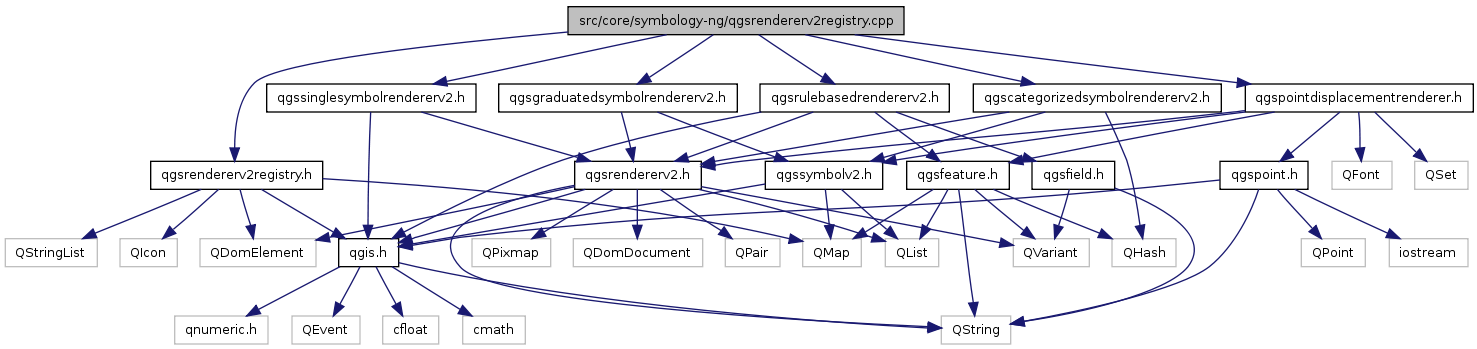 src/core/symbology-ng/qgsrendererv2registry.cpp
qgssinglesymbolrendererv2.h
qgsgraduatedsymbolrendererv2.h
qgsrulebasedrendererv2.h
qgscategorizedsymbolrendererv2.h
qgspointdisplacementrenderer.h
qgsrendererv2registry.h
qgsrendererv2.h
qgssymbolv2.h
qgsfeature.h
qgsfield.h
qgspoint.h
QFont
QSet
QStringList
QIcon
QDomElement
qgis.h
QPixmap
QDomDocument
QPair
QMap
QList
QVariant
QHash
QPoint
iostream
qnumeric.h
QEvent
cfloat
cmath
QString